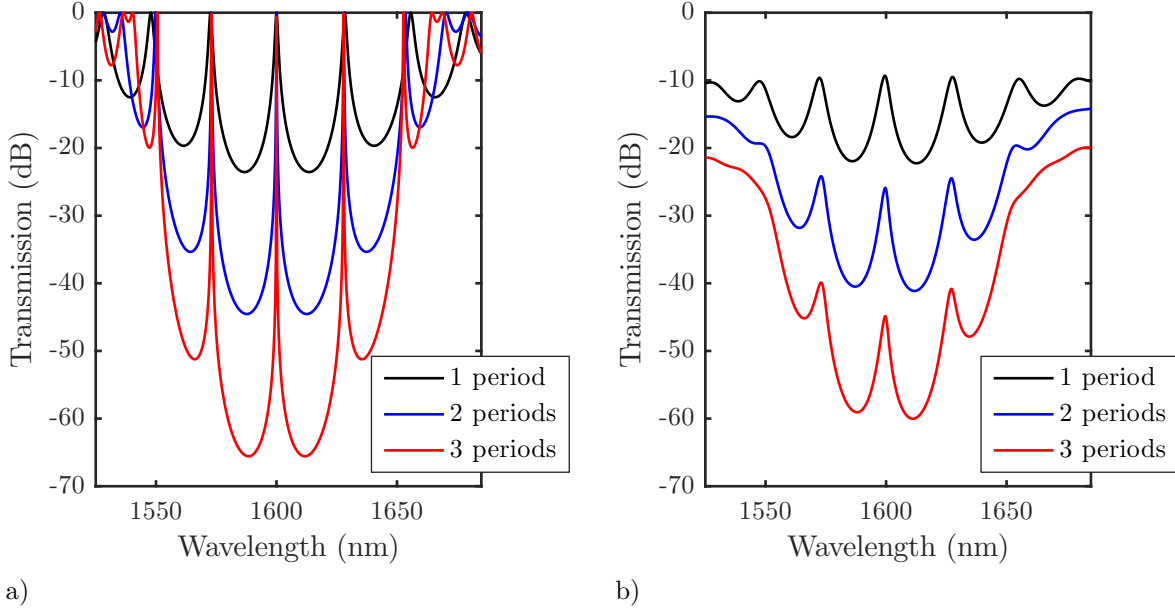 0
-10
-20
-30
-40
-50
-60
-70
Transmission (dB)
1550
1600
1650
Wavelength (nm)
1 period
2 periods
3 periods
a)
0
-10
-20
-30
-40
-50
-60
-70
Transmission (dB)
1550
1600
1650
Wavelength (nm)
1 period
2 periods
3 periods
b)